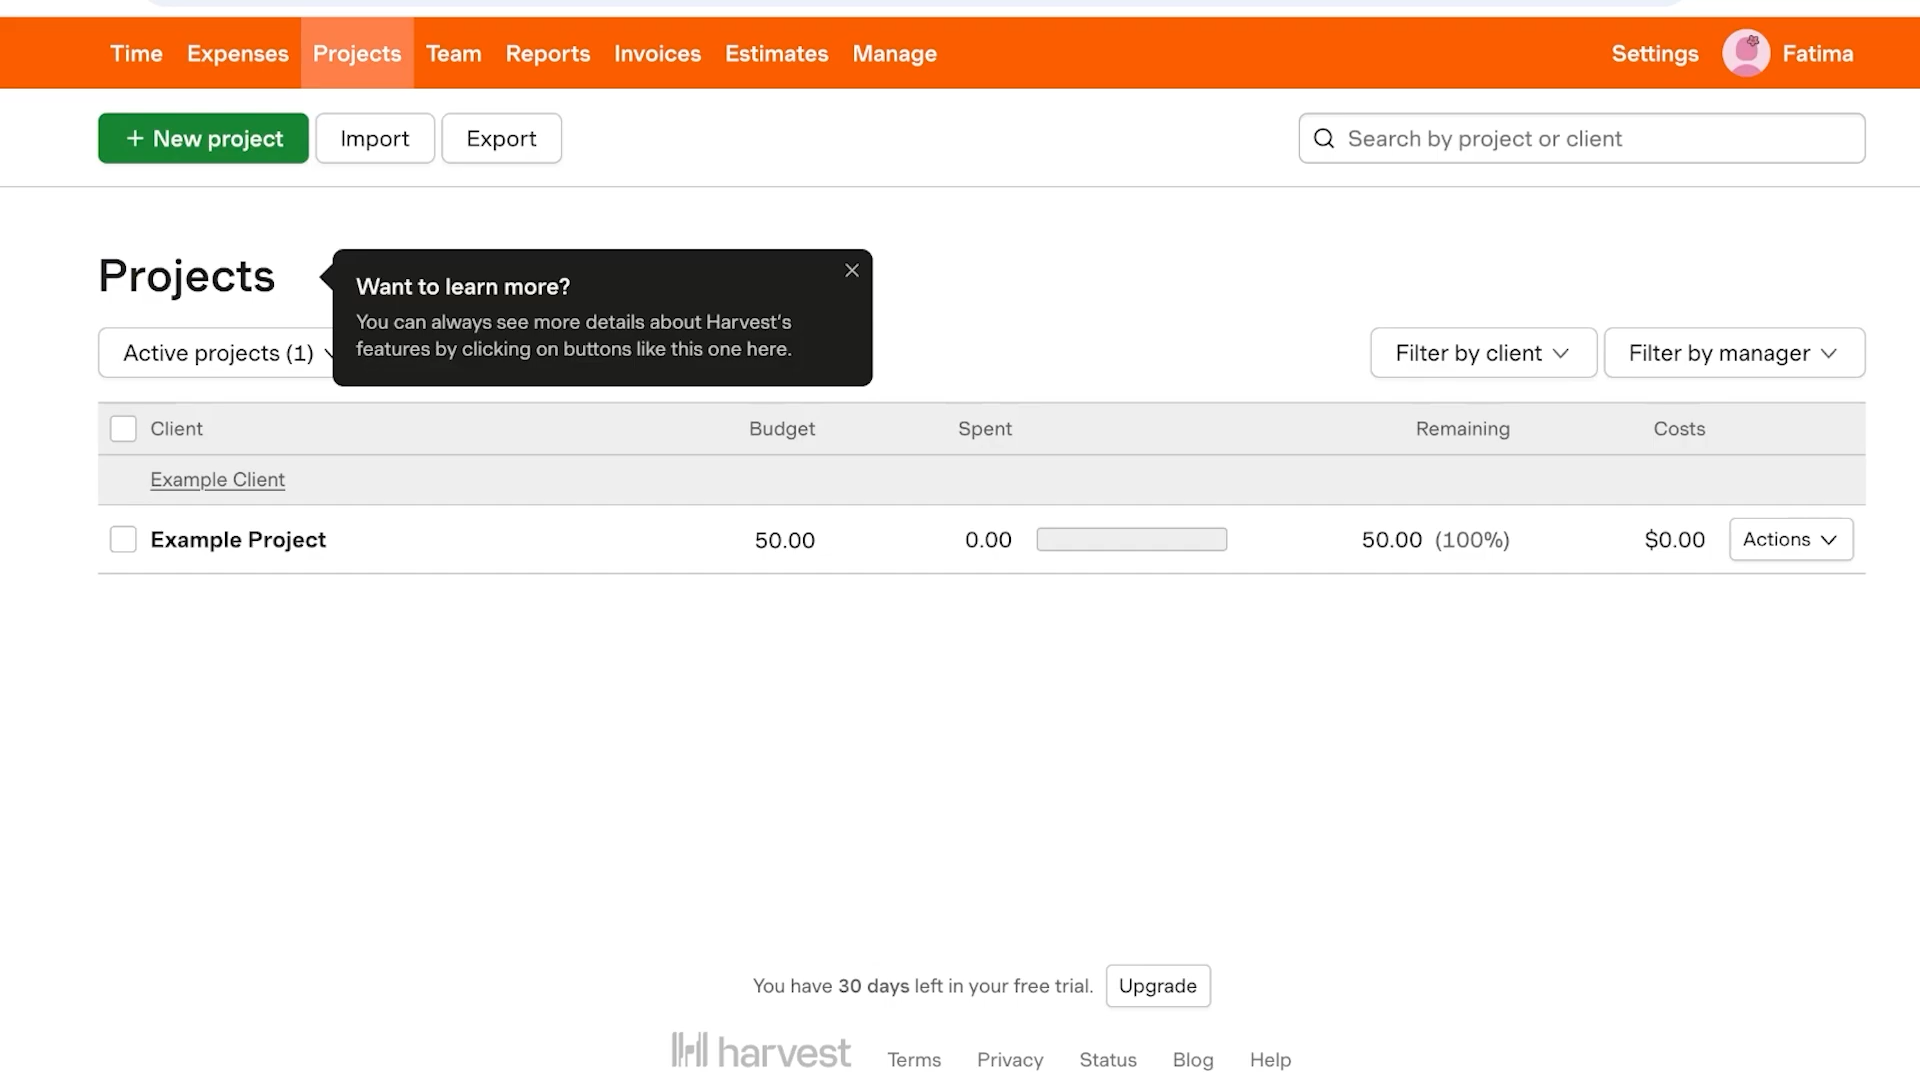 Time Expenses Projects Team Reports Invoices Estimates Manage Settings Fatima
+ New project Import Export Search by project or client
Projects
Want to learn more?
You can always see more details about Harvest's
features by clicking on buttons like this one here.
Active projects (1) Filter by client Filter by manager
Client Budget Spent Remaining Costs
Example Client
Example Project 50.00 0.00 50.00 (100%) $0.00 Actions
You have 30 days left in your free trial. Upgrade
harvest Terms Privacy Status Blog Help